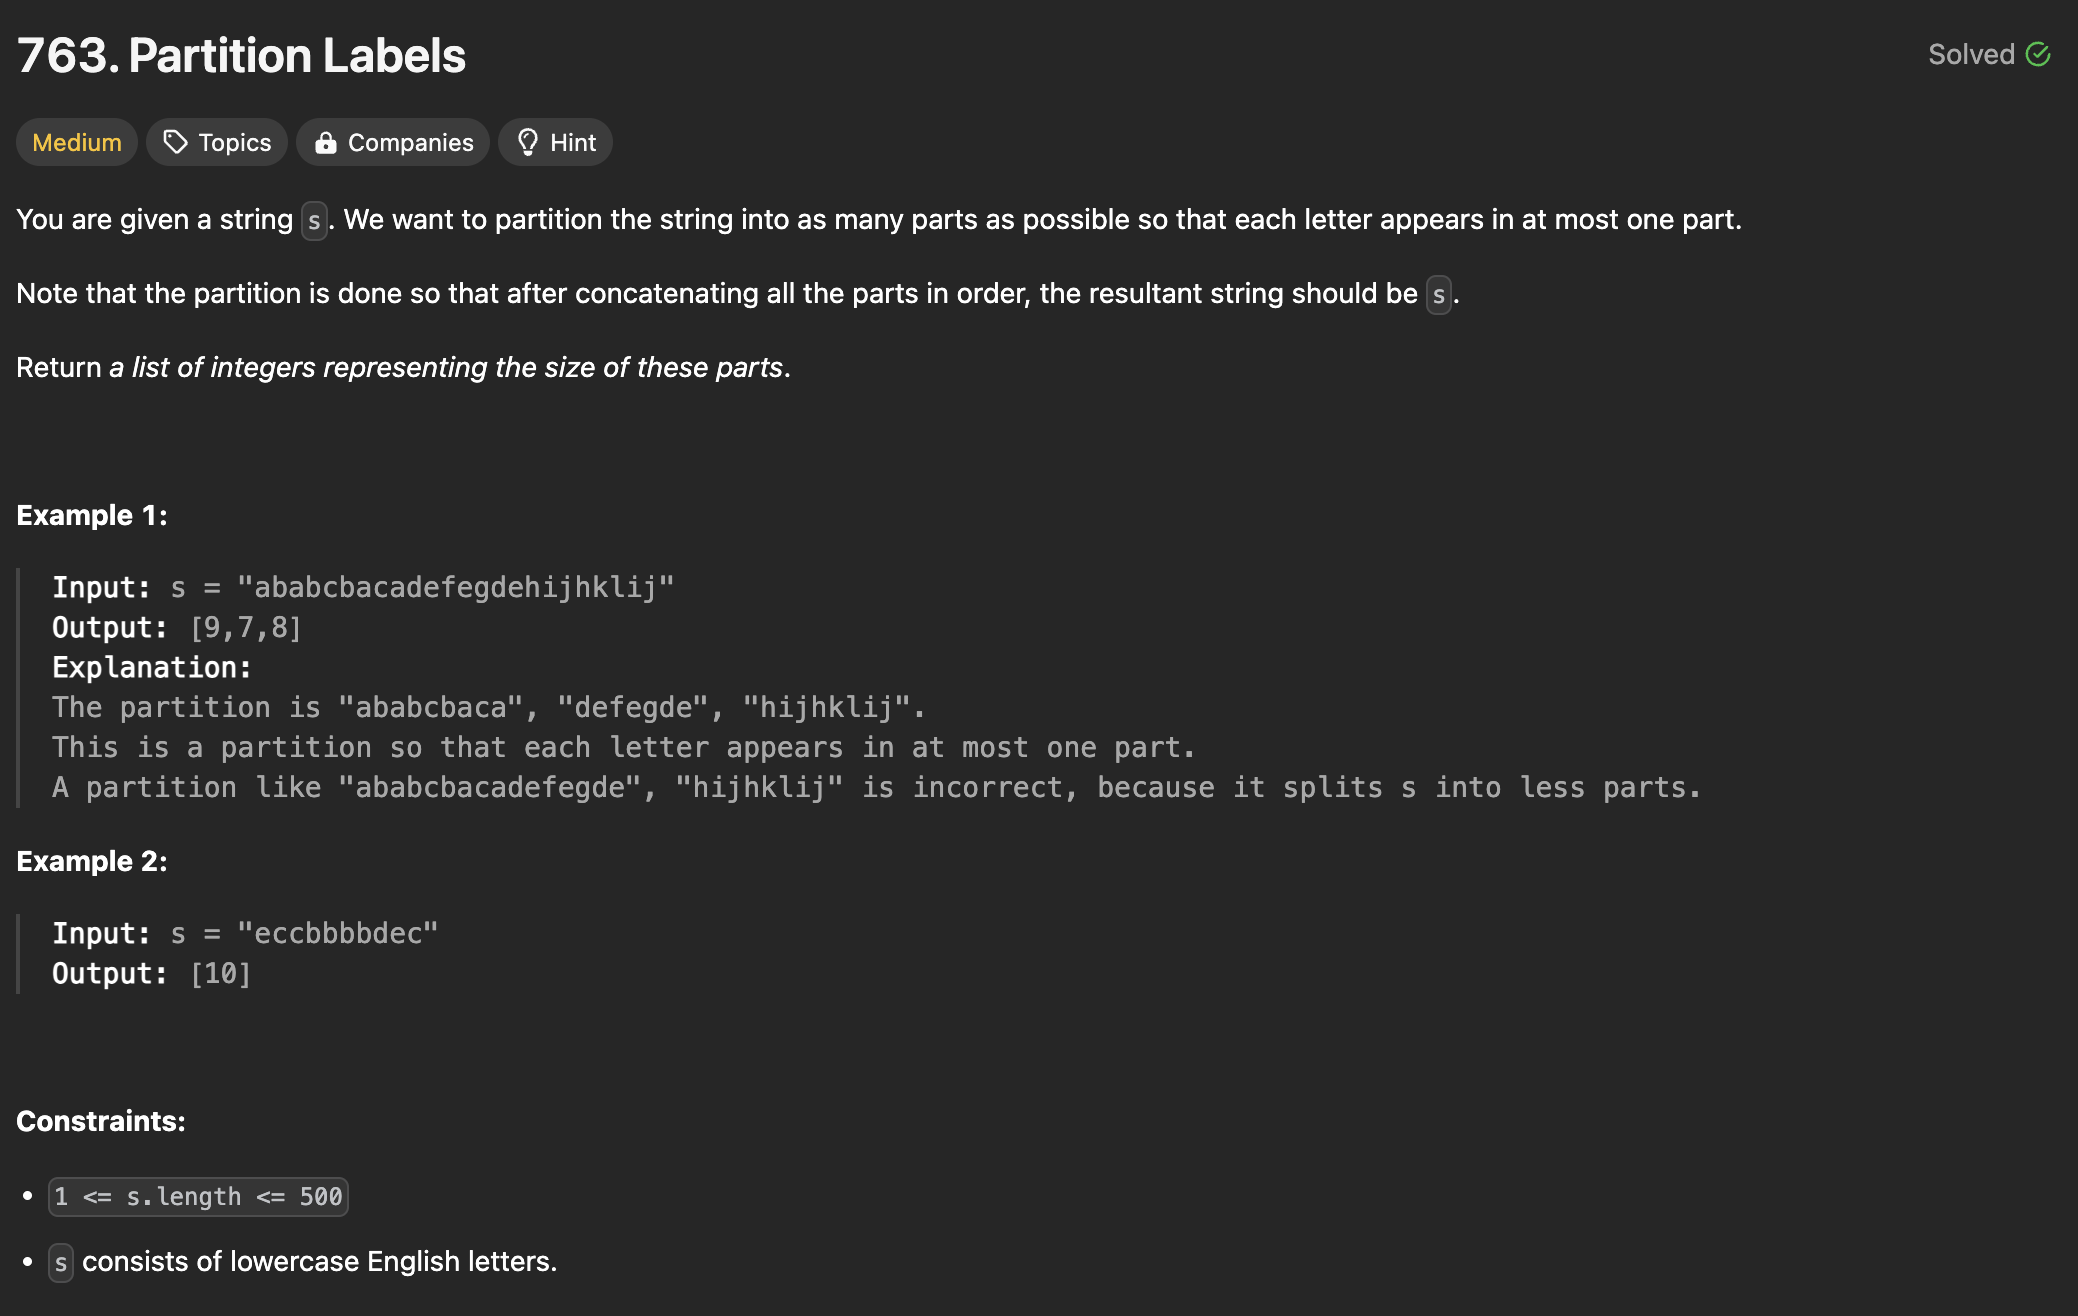 763. Partition Labels
Solved
Medium
Topics
Companies
Hint
You are given a string s. We want to partition the string into as many parts as possible so that each letter appears in at most one part.
Note that the partition is done so that after concatenating all the parts in order, the resultant string should be s.
Return a list of integers representing the size of these parts.
Example 1:
Input: s = "ababcbacadefegdehijhklij"
Output: [9,7,8]
Explanation:
The partition is "ababcbaca", "defegde", "hijhklij".
This is a partition so that each letter appears in at most one part.
A partition like "ababcbacadefegde", "hijhklij" is incorrect, because it splits s into less parts.
Example 2:
Input: s = "eccbbbbdec"
Output: [10]
Constraints:
• 1 <= s.length <= 500
• s consists of lowercase English letters.